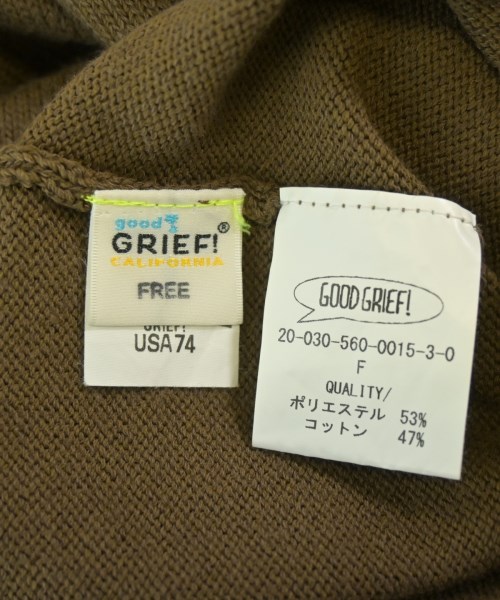 good
GRIEF!®
CALIFORNIA
FREE
GRIEF!
USA74
GOOD GRIEF!
20-030-560-0015-3-0
F
QUALITY/
ポリエステル 53%
コットン 47%